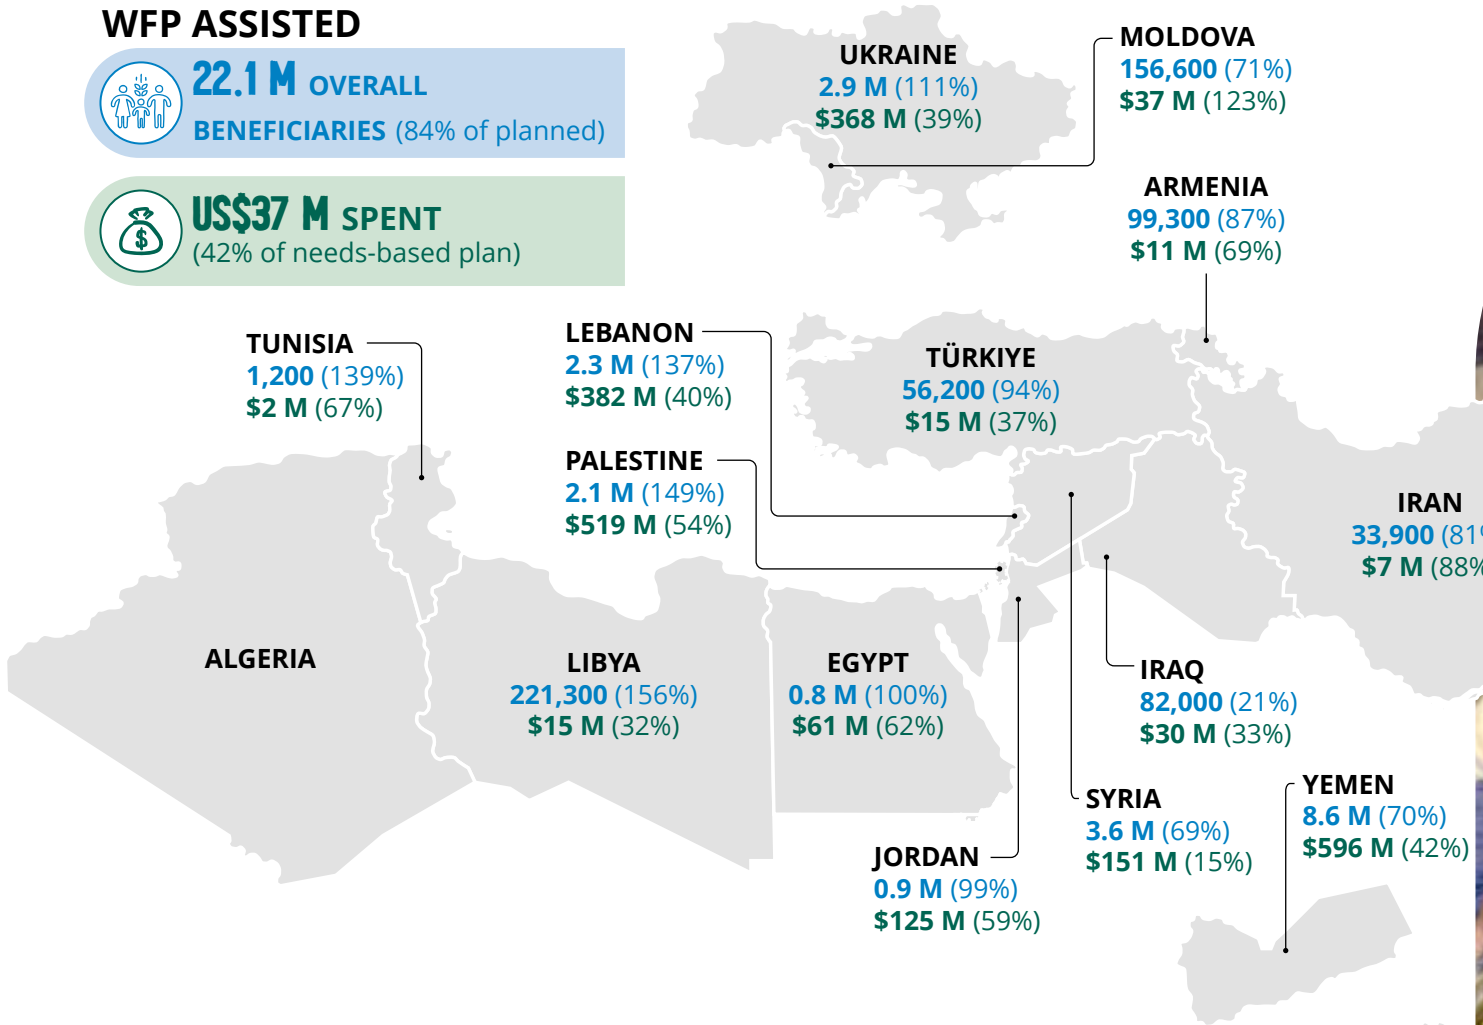 WFP ASSISTED
22.1 M OVERALL
BENEFICIARIES (84% of planned)
US$37 M SPENT
(42% of needs-based plan)
UKRAINE
2.9 M (111%)
$368 M (39%)
MOLDOVA
156,600 (71%)
$37 M (123%)
ARMENIA
99,300 (87%)
$11 M (69%)
TUNISIA
1,200 (139%)
$2 M (67%)
LEBANON
2.3 M (137%)
$382 M (40%)
TÜRKIYE
56,200 (94%)
$15 M (37%)
PALESTINE
2.1 M (149%)
$519 M (54%)
IRAN
33,900 (81%
$7 M (88%
ALGERIA
LIBYA
221,300 (156%)
$15 M (32%)
EGYPT
0.8 M (100%)
$61 M (62%)
IRAQ
82,000 (21%)
$30 M (33%)
SYRIA
3.6 M (69%)
$151 M (15%)
YEMEN
8.6 M (70%)
$596 M (42%)
JORDAN
0.9 M (99%)
$125 M (59%)